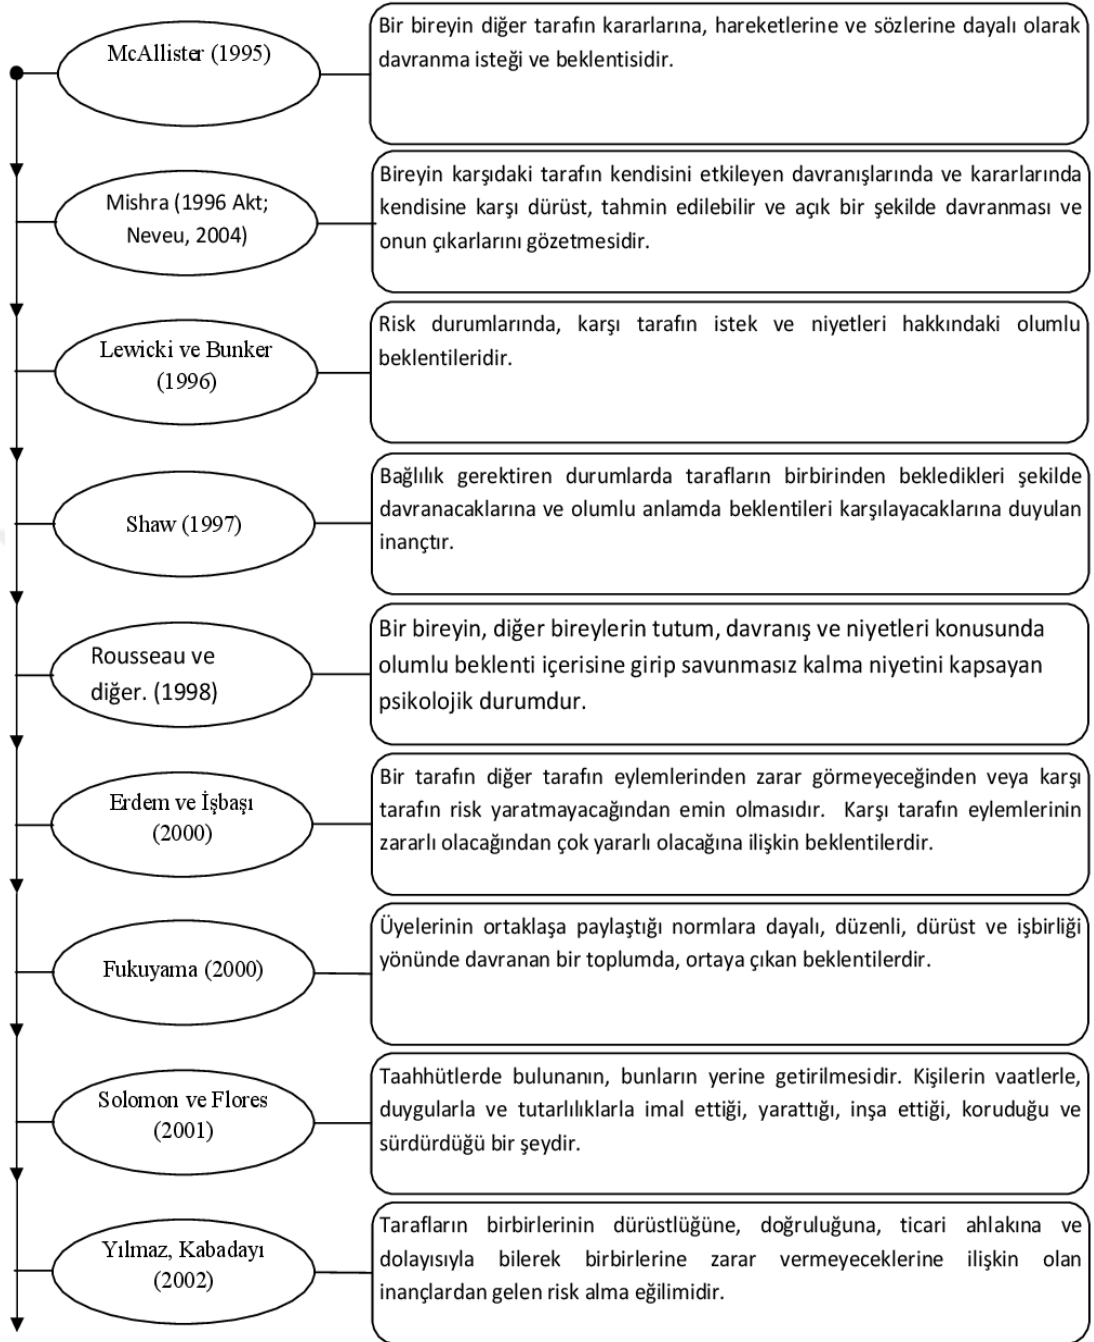 McAllister (1995)
Bir bireyin diğer tarafın kararlarına, hareketlerine ve sözlerine dayalı olarak
davranma isteği ve beklentisidir.
Mishra (1996 Akt;
Neveu, 2004)
Bireyin karşıdaki tarafın kendisini etkileyen davranışlarında ve kararlarında
kendisine karşı dürüst, tahmin edilebilir ve açık bir şekilde davranması ve
onun çıkarlarını gözetmesidir.
Lewicki ve Bunker
(1996)
Risk durumlarında, karşı tarafın istek ve niyetleri hakkındaki olumlu
beklentileridir.
Shaw (1997)
Bağlılık gerektiren durumlarda tarafların birbirinden bekledikleri şekilde
davranacaklarına ve olumlu anlamda beklentileri karşılayacaklarına duyulan
inançtır.
Rousseau ve
diğer. (1998)
Bir bireyin, diğer bireylerin tutum, davranış ve niyetleri konusunda
olumlu beklenti içerisine girip savunmasız kalma niyetini kapsayan
psikolojik durumdur.
Erdem ve İşbaşı
(2000)
Bir tarafın diğer tarafın eylemlerinden zarar görmeyeceğinden veya karşı
tarafın risk yaratmayacağından emin olmasıdır. Karşı tarafın eylemlerinin
zararlı olacağından çok yararlı olacağına ilişkin beklentilerdir.
Fukuyama (2000)
Üyelerinin ortaklaşa paylaştığı normlara dayalı, düzenli, dürüst ve işbirliği
yönünde davranan bir toplumda, ortaya çıkan beklentilerdir.
Solomon ve Flores
(2001)
Taahhütlerde bulunanın, bunların yerine getirilmesidir. Kişilerin vaatlerle,
duygularla ve tutarlılıklarla imal ettiği, yarattığı, inşa ettiği, koruduğu ve
sürdürdüğü bir şeydir.
Yılmaz, Kabadayı
(2002)
Tarafların birbirlerinin dürüstlüğüne, doğruluğuna, ticari ahlakına ve
dolayısıyla bilerek birbirlerine zarar vermeyeceklerine ilişkin olan
inançlardan gelen risk alma eğilimidir.